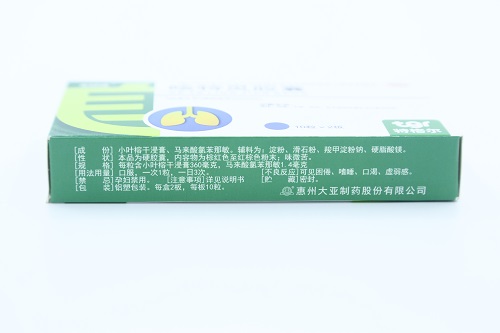 [成　　份] 小叶榕干浸膏、马来酸氯苯那敏。辅料为：淀粉、滑石粉、羧甲淀粉钠、硬脂酸镁。
[性　　状] 本品为硬胶囊，内容物为棕红色至红棕色粉末；味微苦。
[规　　格] 每粒含小叶榕干浸膏360毫克，马来酸氯苯那敏1.4毫克
[用法用量] 口服，一次1粒，一日3次。 [不良反应] 可见困倦、嗜睡、口渴、虚弱感。
[禁　　忌] 孕妇禁用。 [注意事项] 详见说明书 [贮　　藏] 密封。
[包　　装] 铝塑包装。每盒2板，每板10粒。
惠州大亚制药股份有限公司